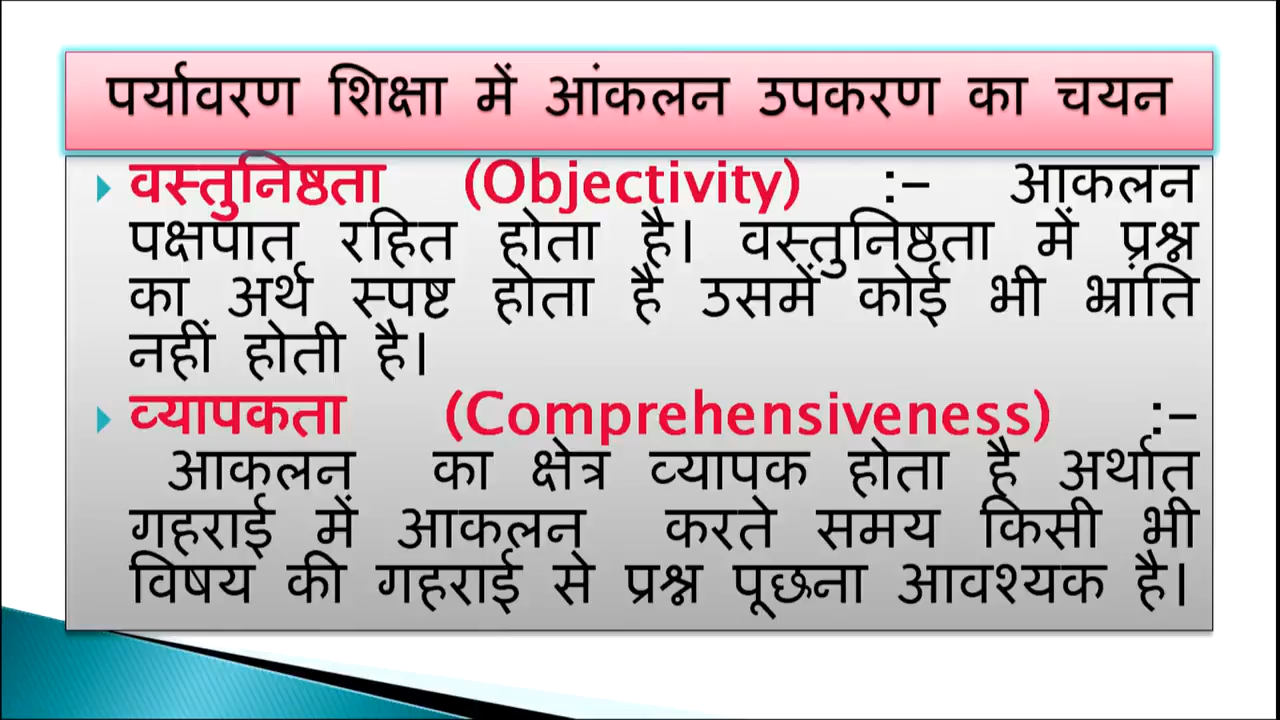 पर्यावरण शिक्षा में आंकलन उपकरण का चयन
वस्तुनिष्ठता (Objectivity) :- आकलन
पक्षपात रहित होता है। वस्तुनिष्ठता में प्रश्न
का अर्थ स्पष्ट होता है उसमें कोई भी भ्रांति
नहीं होती है।
व्यापकता (Comprehensiveness) :-
आकलन का क्षेत्र व्यापक होता है अर्थात
गहराई में आकलन करते समय किसी भी
विषय की गहराई से प्रश्न पूछना आवश्यक है।